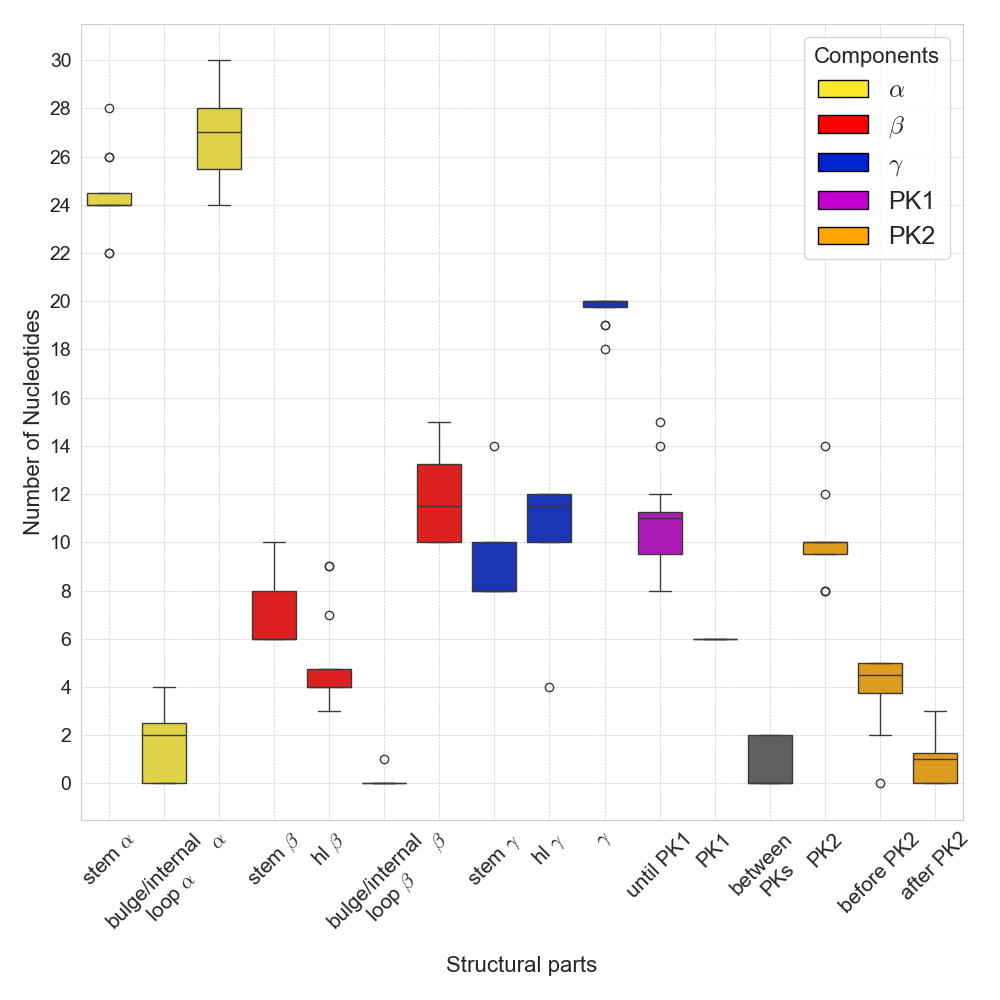 Components
α
β
γ
PK1
PK2
Number of Nucleotides
30
28
26
24
22
20
18
16
14
12
10
8
6
4
2
0
stem α
bulge/internal
loop α
α
stem β
hl β
bulge/internal
loop β
β
stem γ
hl γ
γ
until PK1
PK1
between
PKs
PK2
before PK2
after PK2
Structural parts